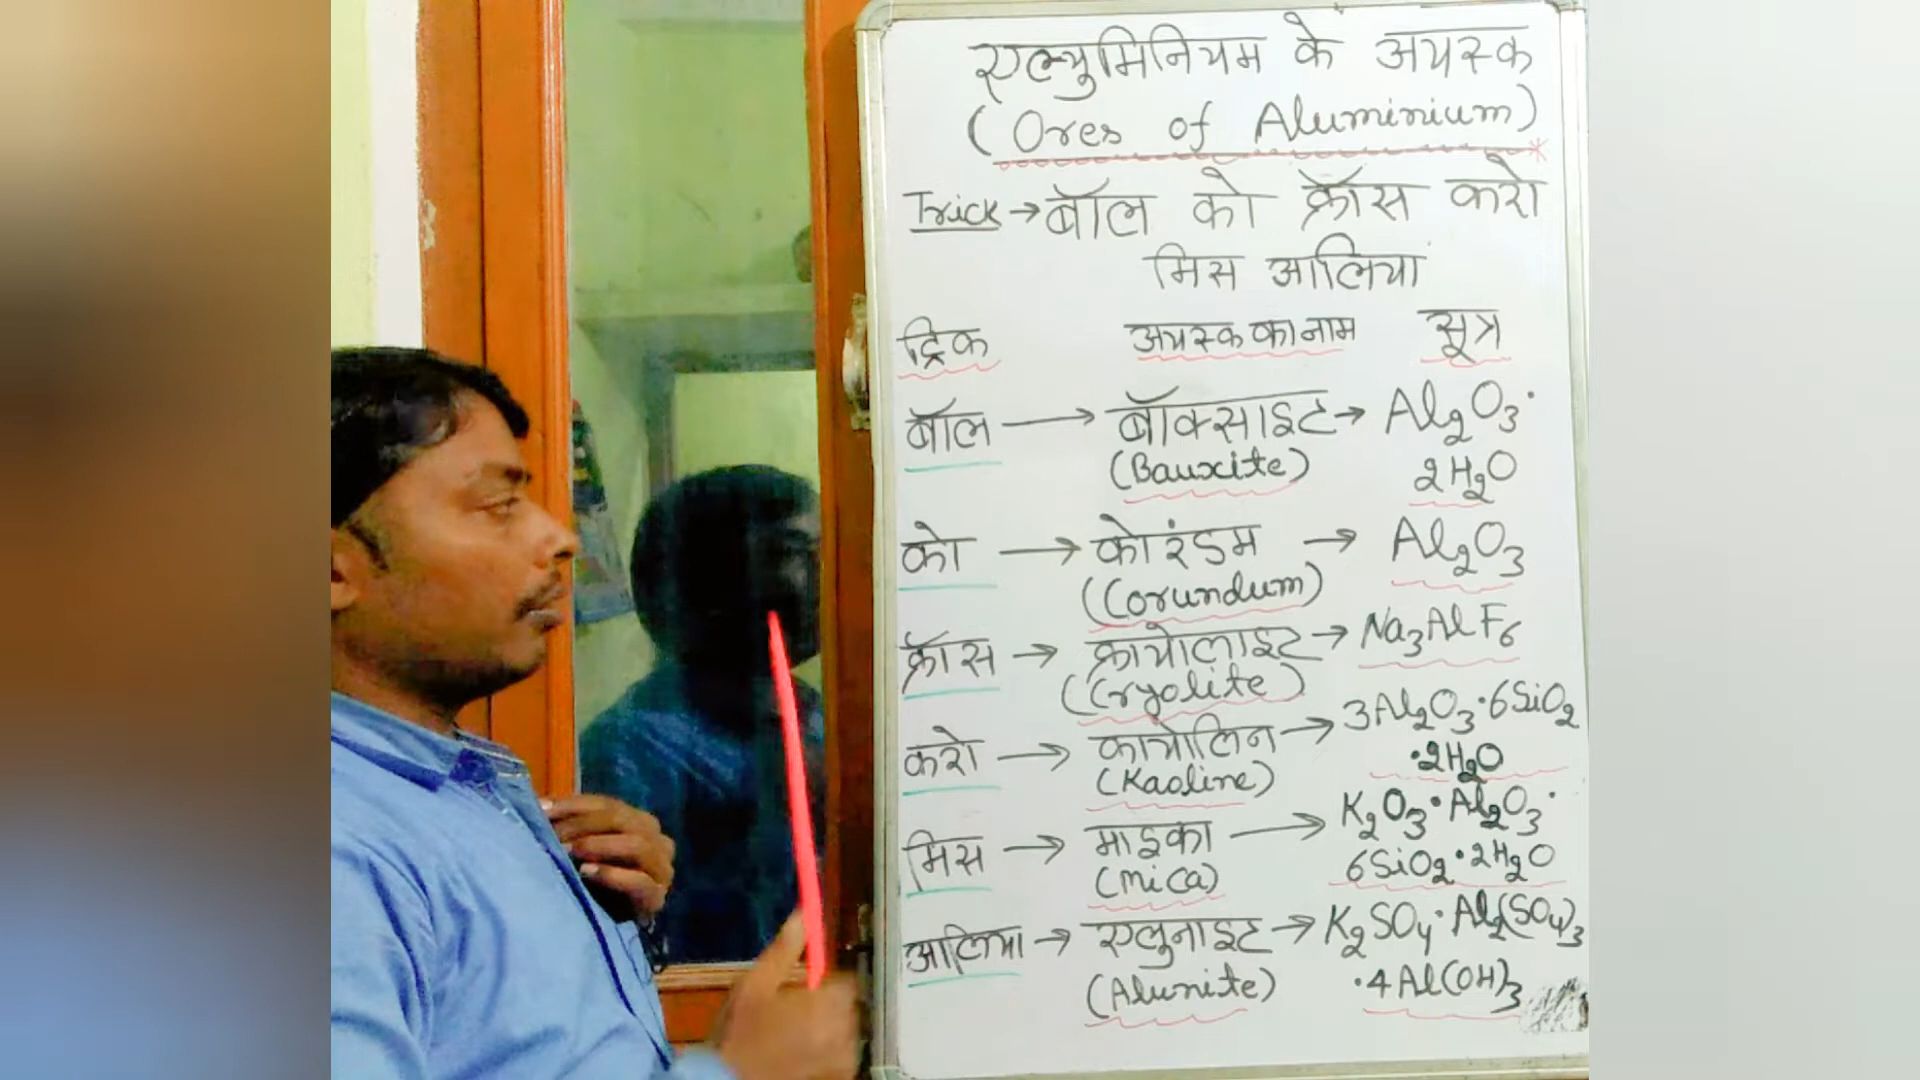 एल्युमिनियम के अयस्क
(Ores of Aluminium)
Trick → बॉल को क्रॉस करो
मिस आलिया
ट्रिक अयस्क का नाम सूत्र
बॉल → बॉक्साइट → Al₂O₃·
(Bauxite) 2H₂O
को → कोरंडम → Al₂O₃
(Corundum)
क्रॉस → क्रायोलाइट → Na₃AlF₆
(Cryolite)
करो → कायोलिन → 3Al₂O₃·6SiO₂
(Kaoline) ·2H₂O
मिस → माइका → K₂O₃·Al₂O₃·
(Mica) 6SiO₂·2H₂O
आलिया → एलुनाइट → K₂SO₄·Al₂(SO₄)₃
(Alunite) ·4Al(OH)₃